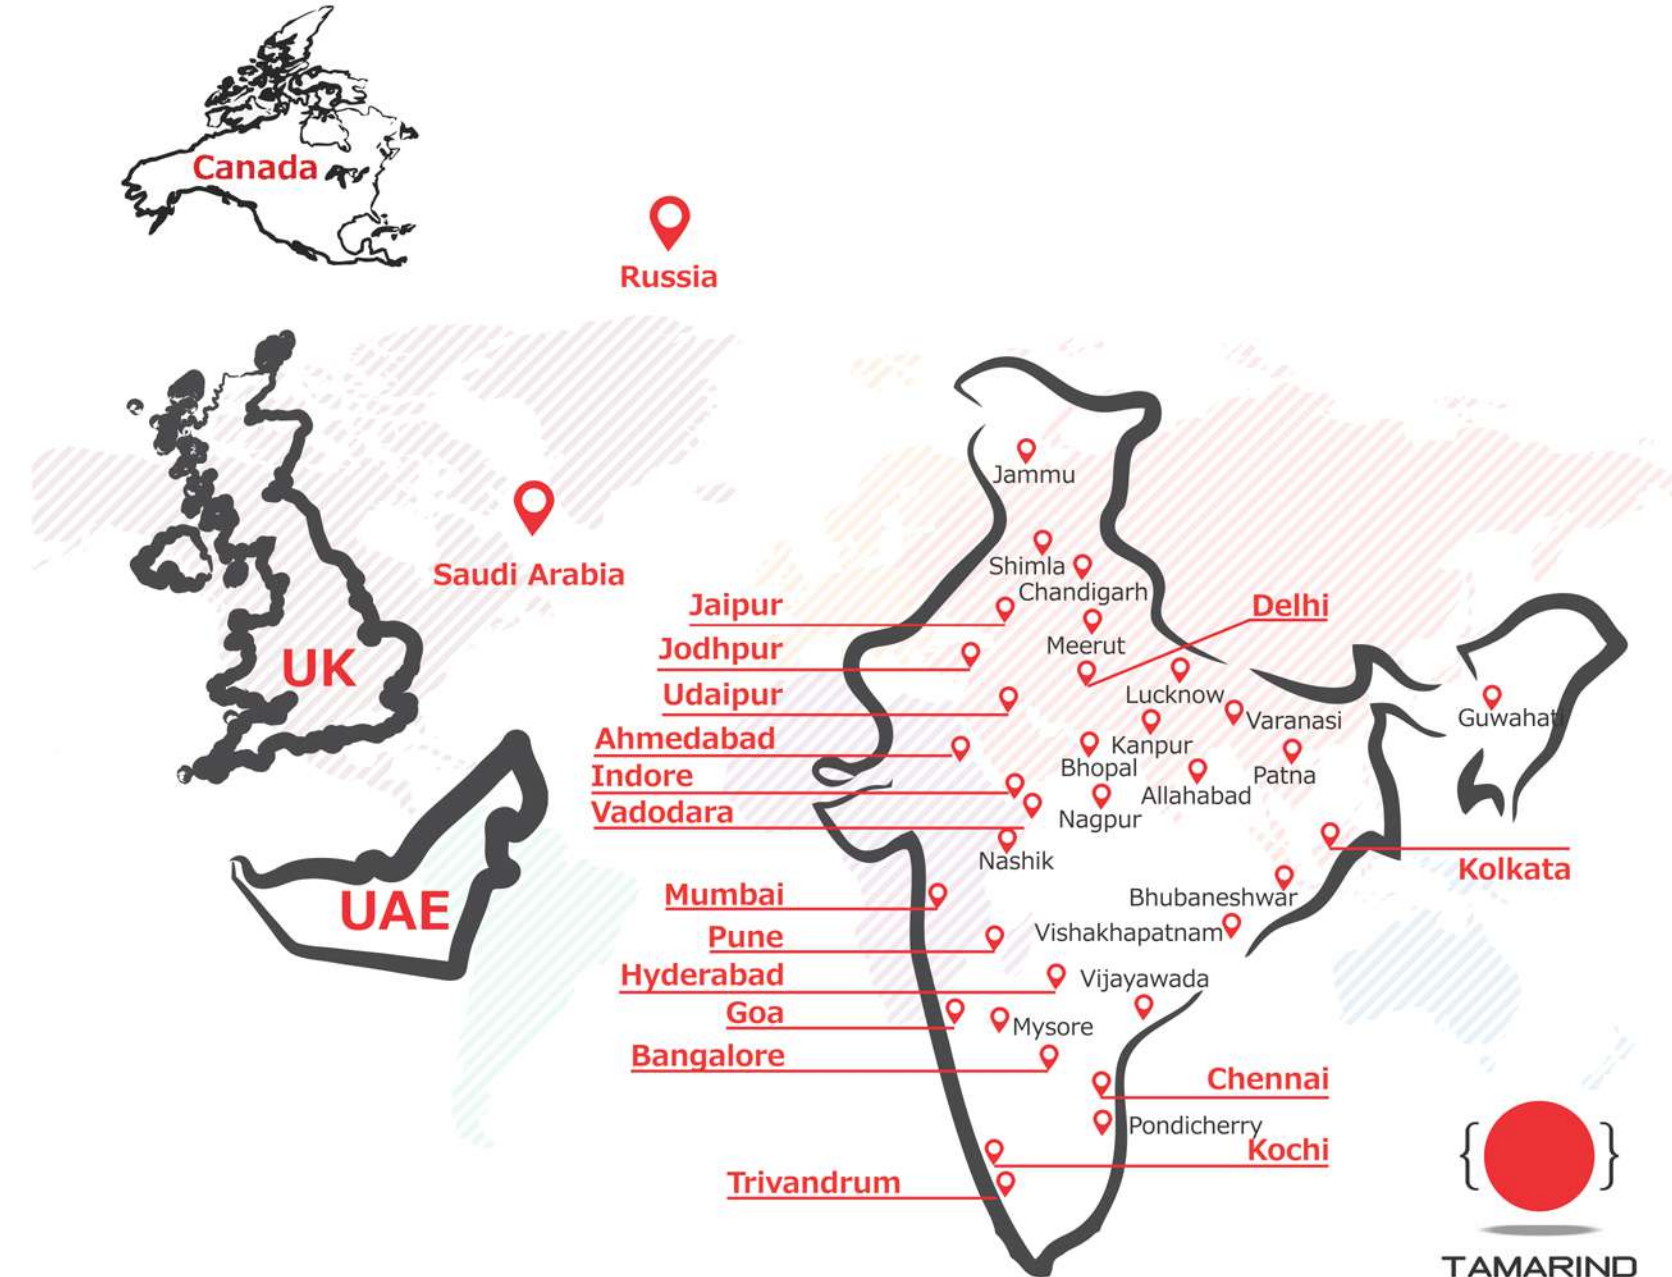 Canada
Russia
Jammu
Saudi Arabia
Shimla
Chandigarh
Jaipur
Delhi
Jodhpur
Meerut
UK
Udaipur
Lucknow
Varanasi
Guwahati
Ahmedabad
Kanpur
Indore
Bhopal
Patna
Allahabad
Vadodara
Nagpur
Nashik
Kolkata
Mumbai
Bhubaneshwar
UAE
Pune
Vishakhapatnam
Hyderabad
Vijayawada
Goa
Mysore
Bangalore
Chennai
Pondicherry
Kochi
Trivandrum
{ }
TAMARIND